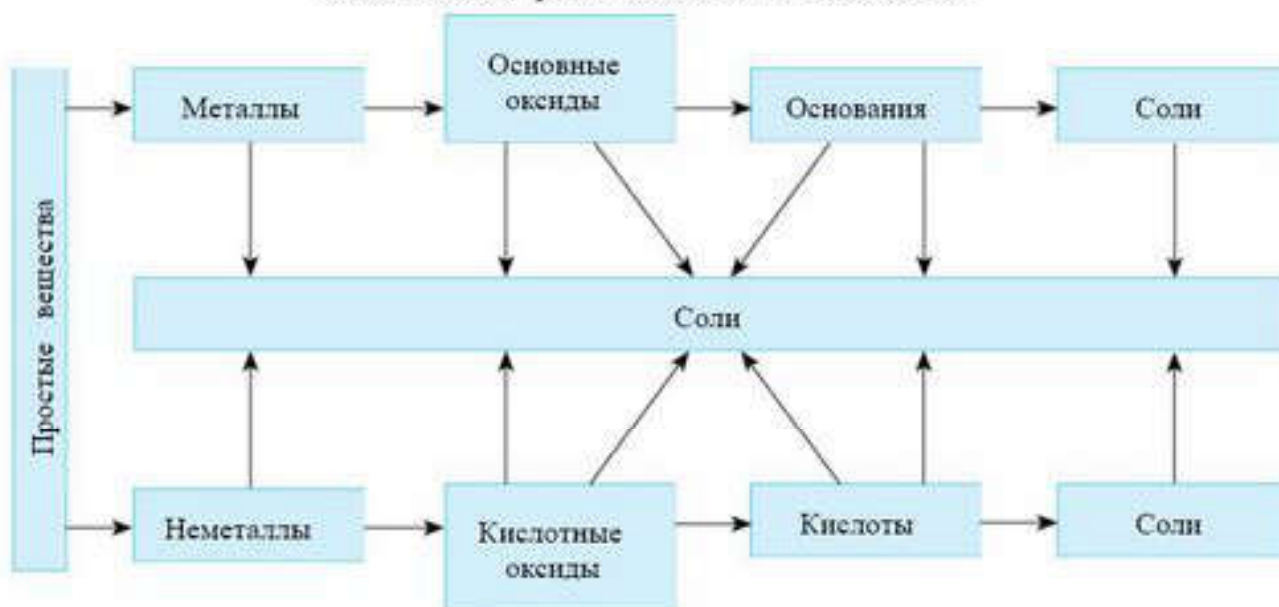 Простые вещества
Металлы
Основные
оксиды
Основания
Соли
Соли
Неметаллы
Кислотные
оксиды
Кислоты
Соли